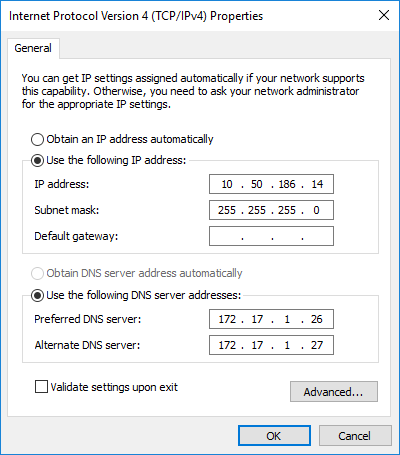 Internet Protocol Version 4 (TCP/IPv4) Properties
General
You can get IP settings assigned automatically if your network supports
this capability. Otherwise, you need to ask your network administrator
for the appropriate IP settings.
Obtain an IP address automatically
Use the following IP address:
IP address: 10 . 50 . 186 . 14
Subnet mask: 255 . 255 . 255 . 0
Default gateway: . . .
Obtain DNS server address automatically
Use the following DNS server addresses:
Preferred DNS server: 172 . 17 . 1 . 26
Alternate DNS server: 172 . 17 . 1 . 27
Validate settings upon exit
Advanced...
OK Cancel